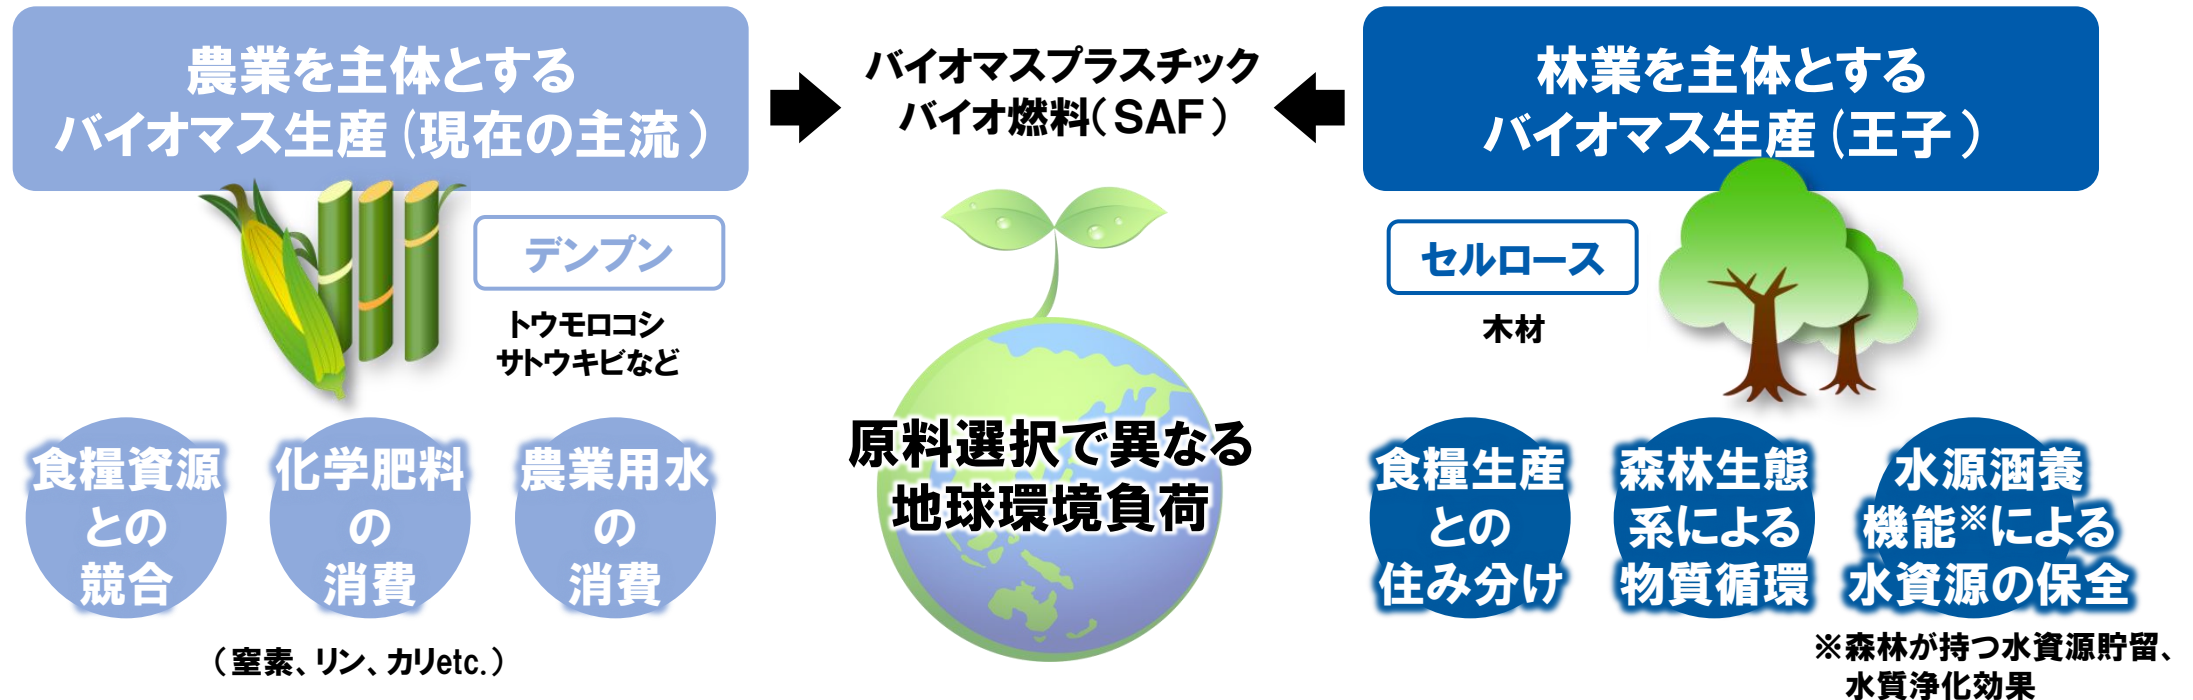 農業を主体とする
バイオマス生産(現在の主流)
バイオマスプラスチック
バイオ燃料(SAF)
林業を主体とする
バイオマス生産(王子)
デンプン
トウモロコシ
サトウキビなど
セルロース
木材
食糧資源
との
競合
化学肥料
の
消費
農業用水
の
消費
(窒素、リン、カリetc.)
原料選択で異なる
地球環境負荷
食糧生産
との
住み分け
森林生態
系による
物質循環
水源涵養
機能※による
水資源の保全
※森林が持つ水資源貯留、
水質浄化効果